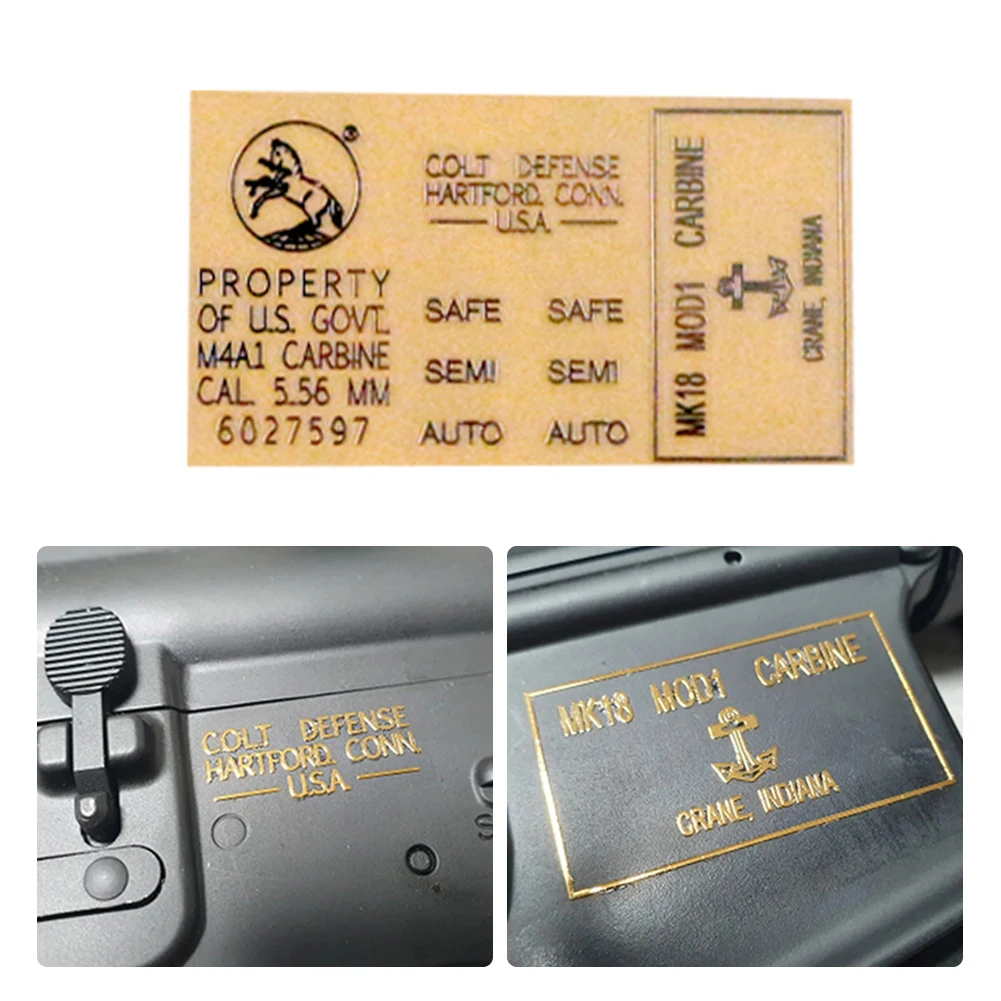 ®
PROPERTY
OF U.S. GOVT.
M4A1 CARBINE
CAL. 5.56 MM
6027597
COLT DEFENSE
HARTFORD. CONN.
U.S.A.
SAFE SAFE
SEMI SEMI
AUTO AUTO
MK18 MOD1 CARBINE
CRANE, INDIANA
COLT DEFENSE
HARTFORD. CONN.
U.S.A
S
MK18 MOD1 CARBINE
CRANE, INDIANA